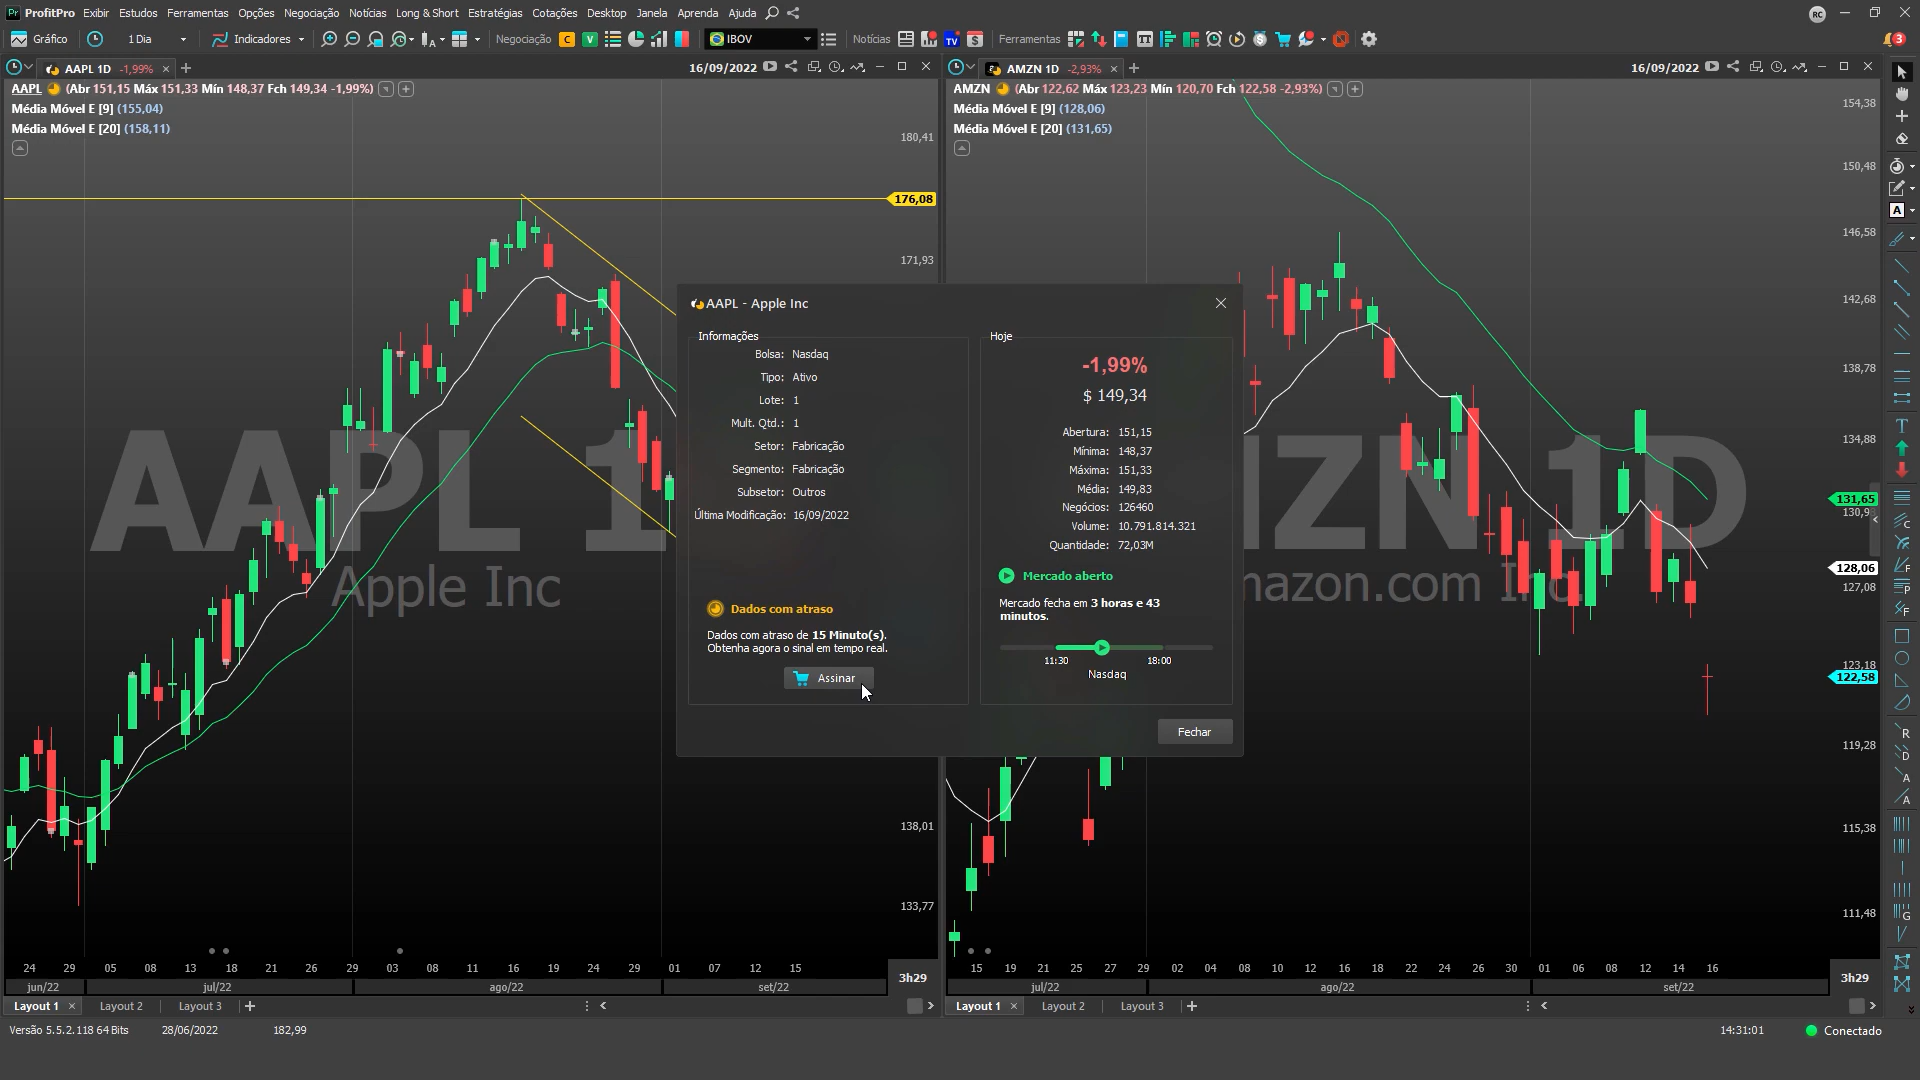 ProfitPro Exibir Estudos Ferramentas Opções Negociação Notícias Long & Short Estratégias Cotações Desktop Janela Aprenda Ajuda RC
Gráfico 1 Dia Indicadores Negociação C V IBOV Notícias TV Ferramentas 3
AAPL 1D -1,99% 16/09/2022
AAPL (Abr 151,15 Máx 151,33 Mín 148,37 Fch 149,34 -1,99%)
Média Móvel E [9] (155,04)
Média Móvel E [20] (158,11)
180,41
176,08
171,93
138,01
133,77
AAPL 1
Apple Inc
24 29 05 08 13 18 21 26 29 03 08 11 16 19 24 29 01 07 12 15
jun/22 jul/22 ago/22 set/22
3h29
Layout 1 Layout 2 Layout 3
AMZN 1D -2,93% 16/09/2022
AMZN (Abr 122,62 Máx 123,23 Mín 120,70 Fch 122,58 -2,93%)
Média Móvel E [9] (128,06)
Média Móvel E [20] (131,65)
154,38
150,48
146,58
142,68
138,78
134,88
131,65
130,9
128,06
127,08
123,18
122,58
119,28
115,38
111,48
MZN 1D
mazon.com Inc.
15 19 21 25 27 29 02 04 08 10 12 16 18 22 24 26 30 01 06 08 12 14 16
jul/22 ago/22 set/22
3h29
Layout 1 Layout 2 Layout 3
AAPL - Apple Inc
Informações
Bolsa: Nasdaq
Tipo: Ativo
Lote: 1
Mult. Qtd.: 1
Setor: Fabricação
Segmento: Fabricação
Subsetor: Outros
Última Modificação: 16/09/2022
Dados com atraso
Dados com atraso de 15 Minuto(s).
Obtenha agora o sinal em tempo real.
Assinar
Hoje
-1,99%
$ 149,34
Abertura: 151,15
Mínima: 148,37
Máxima: 151,33
Média: 149,83
Negócios: 126460
Volume: 10.791.814.321
Quantidade: 72,03M
Mercado aberto
Mercado fecha em 3 horas e 43
minutos.
11:30 18:00
Nasdaq
Fechar
Versão 5.5.2.118 64 Bits 28/06/2022 182,99 14:31:01 Conectado